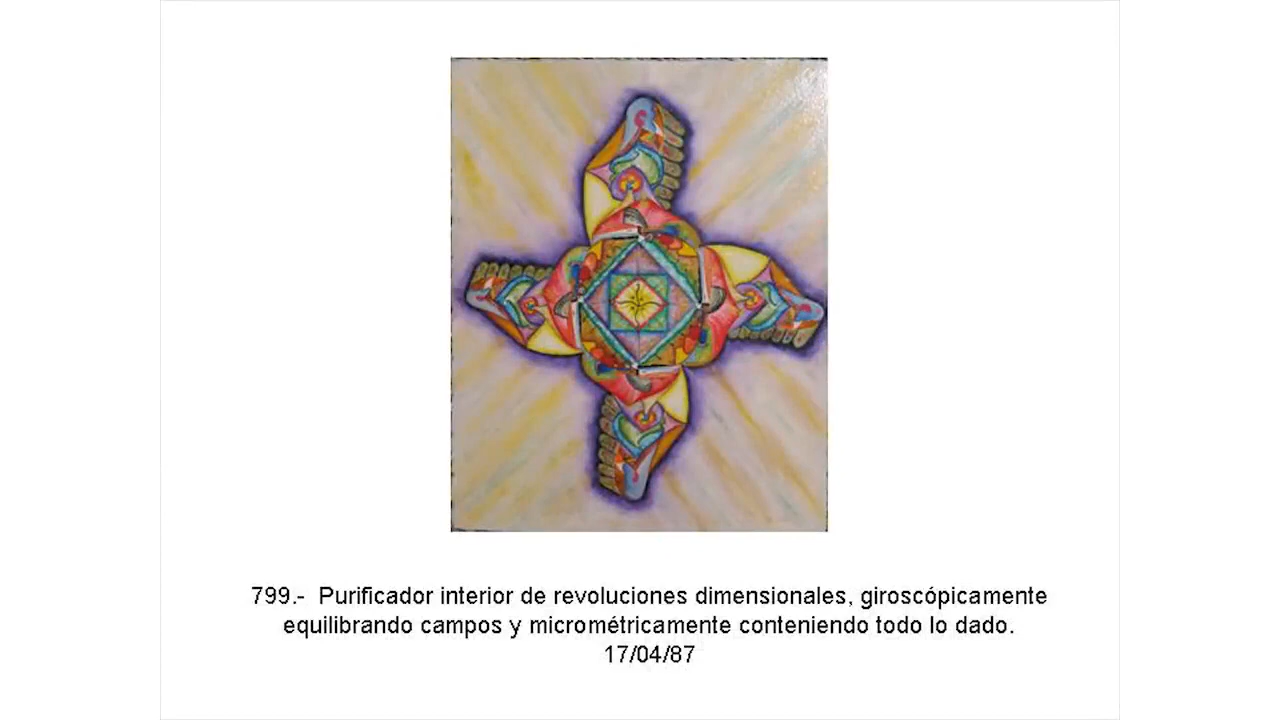 799.-  Purificador interior de revoluciones dimensionales, giroscópicamente
equilibrando campos y micrométricamente conteniendo todo lo dado.
17/04/87